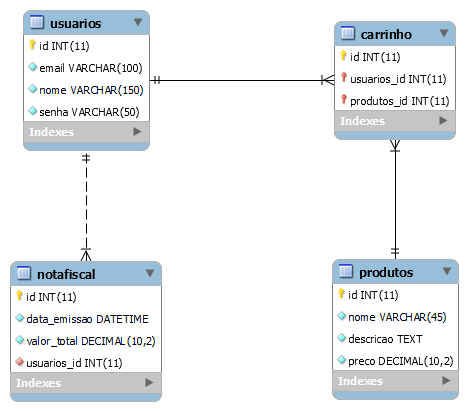 usuarios
id INT(11)
email VARCHAR(100)
nome VARCHAR(150)
senha VARCHAR(50)
Indexes
carrinho
id INT(11)
usuarios_id INT(11)
produtos_id INT(11)
Indexes
notafiscal
id INT(11)
data_emissao DATETIME
valor_total DECIMAL(10,2)
usuarios_id INT(11)
Indexes
produtos
id INT(11)
nome VARCHAR(45)
descricao TEXT
preco DECIMAL(10,2)
Indexes